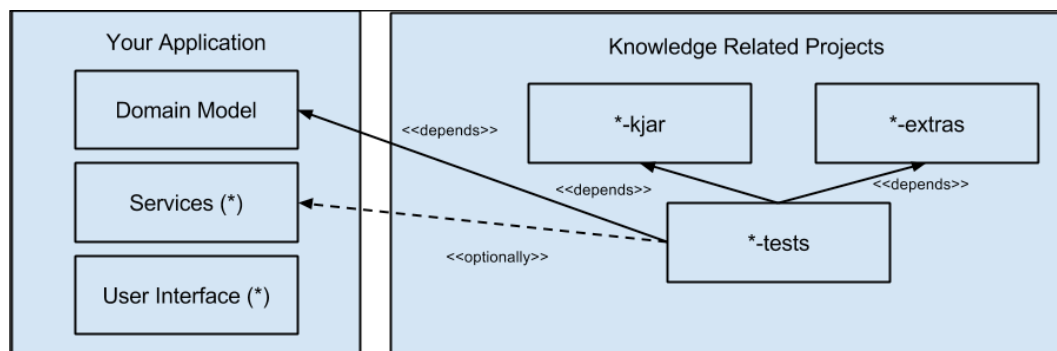 Your Application
Domain Model
Services (*)
User Interface (*)
Knowledge Related Projects
*-kjar
*-extras
*-tests
<<depends>>
<<depends>>
<<depends>>
<<optionally>>